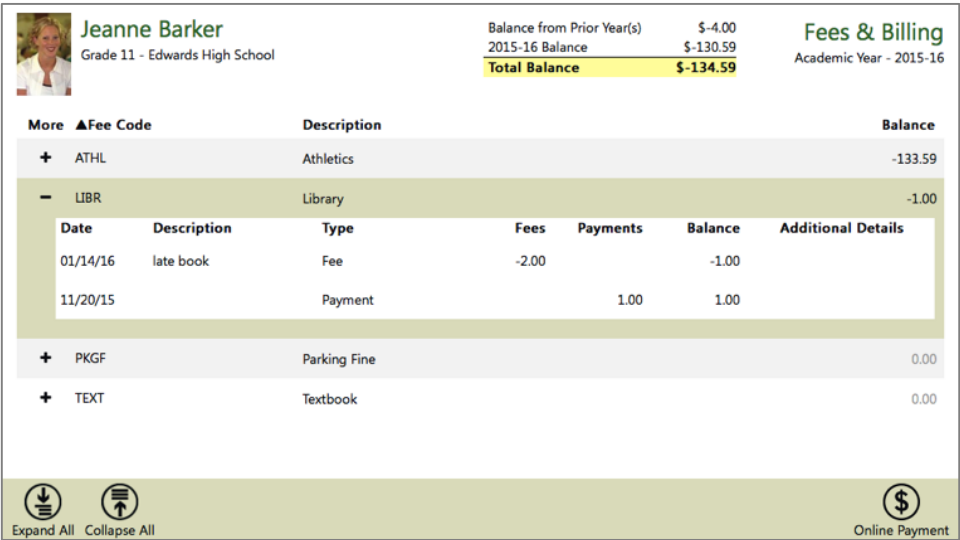 Jeanne Barker
Grade 11 - Edwards High School
Balance from Prior Year(s) $-4.00
2015-16 Balance $-130.59
Total Balance $-134.59
Fees & Billing
Academic Year - 2015-16
More ▲Fee Code Description Balance
+ ATHL Athletics -133.59
− LIBR Library -1.00
Date Description Type Fees Payments Balance Additional Details
01/14/16 late book Fee -2.00 -1.00
11/20/15 Payment 1.00 1.00
+ PKGF Parking Fine 0.00
+ TEXT Textbook 0.00
$
Expand All Collapse All Online Payment